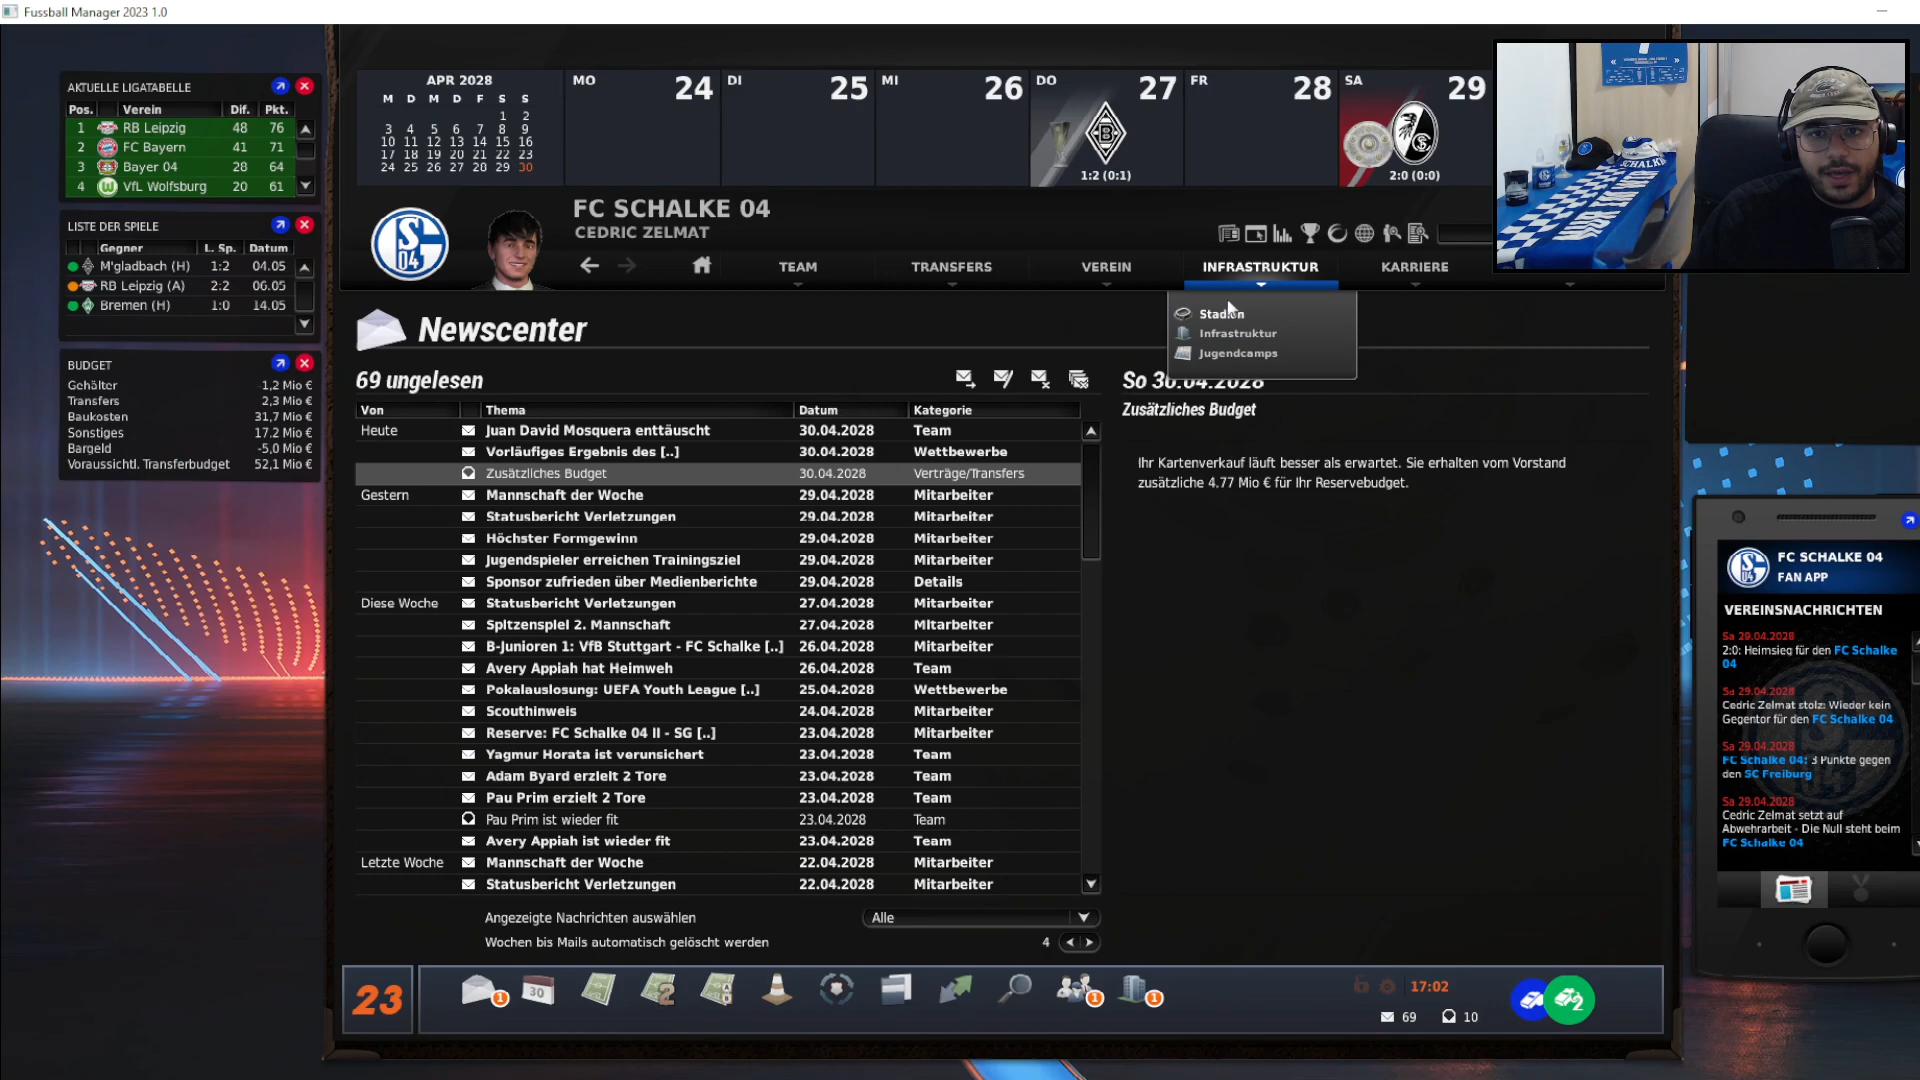 Fussball Manager 2023 1.0
AKTUELLE LIGATABELLE
Pos. Verein Dif. Pkt.
1 RB Leipzig 48 76
2 FC Bayern 41 71
3 Bayer 04 28 64
4 VfL Wolfsburg 20 61
LISTE DER SPIELE
Gegner L. Sp. Datum
M'gladbach (H) 1:2 04.05
RB Leipzig (A) 2:2 06.05
Bremen (H) 1:0 14.05
BUDGET
Gehälter -1,2 Mio €
Transfers 2,3 Mio €
Baukosten 31,7 Mio €
Sonstiges 17,2 Mio €
Bargeld -5,0 Mio €
Voraussichtl. Transferbudget 52,1 Mio €
APR 2028
M D M D F S S
1 2
3 4 5 6 7 8 9
10 11 12 13 14 15 16
17 18 19 20 21 22 23
24 25 26 27 28 29 30
MO 24
DI 25
MI 26
DO 27
1:2 (0:1)
FR 28
SA 29
2:0 (0:0)
FC SCHALKE 04
CEDRIC ZELMAT
TEAM
TRANSFERS
VEREIN
INFRASTRUKTUR
KARRIERE
Stadion
Infrastruktur
Jugendcamps
Newscenter
69 ungelesen
Von Thema Datum Kategorie
Heute Juan David Mosquera enttäuscht 30.04.2028 Team
Vorläufiges Ergebnis des [..] 30.04.2028 Wettbewerbe
Zusätzliches Budget 30.04.2028 Verträge/Transfers
Gestern Mannschaft der Woche 29.04.2028 Mitarbeiter
Statusbericht Verletzungen 29.04.2028 Mitarbeiter
Höchster Formgewinn 29.04.2028 Mitarbeiter
Jugendspieler erreichen Trainingsziel 29.04.2028 Mitarbeiter
Sponsor zufrieden über Medienberichte 29.04.2028 Details
Diese Woche Statusbericht Verletzungen 27.04.2028 Mitarbeiter
Spitzenspiel 2. Mannschaft 27.04.2028 Mitarbeiter
B-Junioren 1: VfB Stuttgart - FC Schalke [..] 26.04.2028 Mitarbeiter
Avery Appiah hat Heimweh 26.04.2028 Team
Pokalauslosung: UEFA Youth League [..] 25.04.2028 Wettbewerbe
Scouthinweis 24.04.2028 Mitarbeiter
Reserve: FC Schalke 04 II - SG [..] 23.04.2028 Mitarbeiter
Yagmur Horata ist verunsichert 23.04.2028 Team
Adam Byard erzielt 2 Tore 23.04.2028 Team
Pau Prim erzielt 2 Tore 23.04.2028 Team
Pau Prim ist wieder fit 23.04.2028 Team
Avery Appiah ist wieder fit 23.04.2028 Team
Letzte Woche Mannschaft der Woche 22.04.2028 Mitarbeiter
Statusbericht Verletzungen 22.04.2028 Mitarbeiter
Angezeigte Nachrichten auswählen Alle
Wochen bis Mails automatisch gelöscht werden 4
So 30.04.2028
Zusätzliches Budget
Ihr Kartenverkauf läuft besser als erwartet. Sie erhalten vom Vorstand
zusätzliche 4.77 Mio € für Ihr Reservebudget.
SCHALKE
FC SCHALKE 04
FAN APP
VEREINSNACHRICHTEN
Sa 29.04.2028
2:0: Heimsieg für den FC Schalke
04
Sa 29.04.2028
Cedric Zelmat stolz: Wieder kein
Gegentor für den FC Schalke 04
Sa 29.04.2028
FC Schalke 04: 3 Punkte gegen
den SC Freiburg
Sa 29.04.2028
Cedric Zelmat setzt auf
Abwehrarbeit - Die Null steht beim
FC Schalke 04
23
1
30
2
1
1
17:02
69
10
2